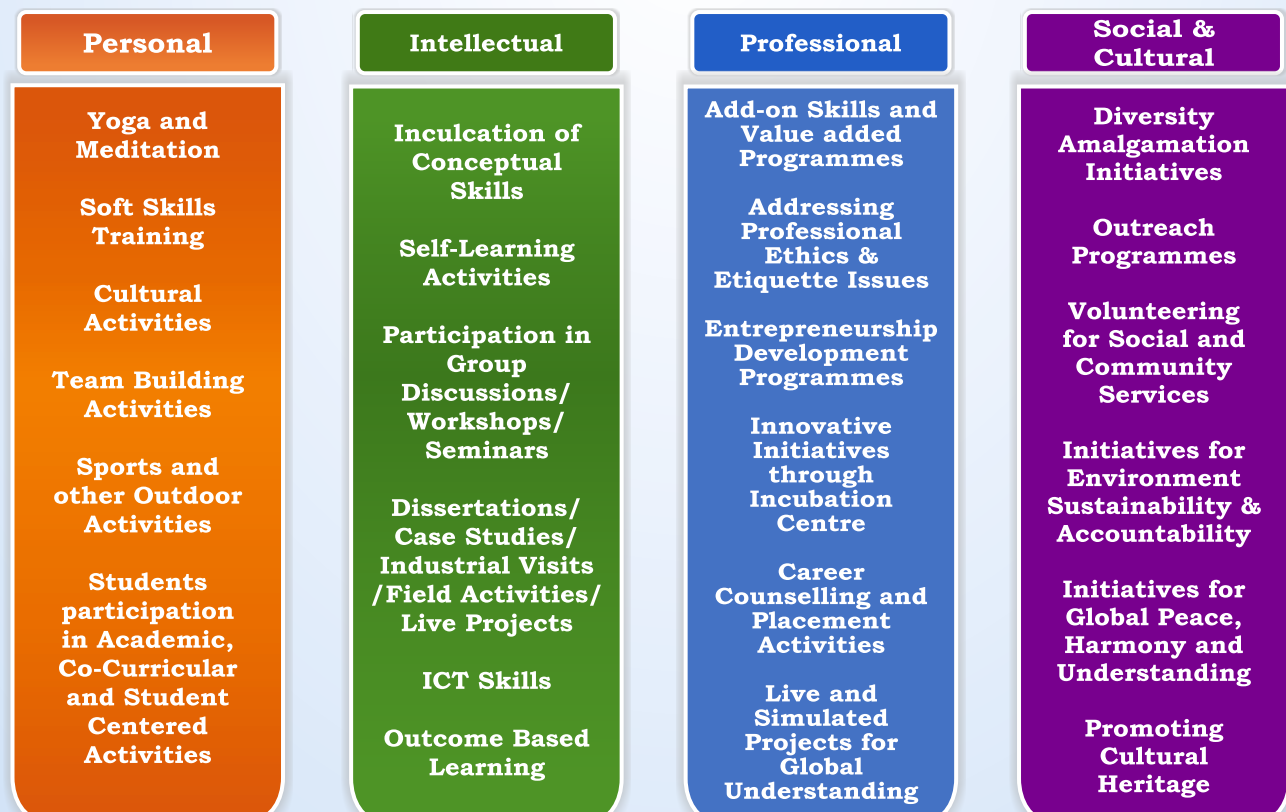 Personal
Yoga and
Meditation
Soft Skills
Training
Cultural
Activities
Team Building
Activities
Sports and
other Outdoor
Activities
Students
participation
in Academic,
Co-Curricular
and Student
Centered
Activities
Intellectual
Inculcation of
Conceptual
Skills
Self-Learning
Activities
Participation in
Group
Discussions/
Workshops/
Seminars
Dissertations/
Case Studies/
Industrial Visits
/Field Activities/
Live Projects
ICT Skills
Outcome Based
Learning
Professional
Add-on Skills and
Value added
Programmes
Addressing
Professional
Ethics &
Etiquette Issues
Entrepreneurship
Development
Programmes
Innovative
Initiatives
through
Incubation
Centre
Career
Counselling and
Placement
Activities
Live and
Simulated
Projects for
Global
Understanding
Social &
Cultural
Diversity
Amalgamation
Initiatives
Outreach
Programmes
Volunteering
for Social and
Community
Services
Initiatives for
Environment
Sustainability &
Accountability
Initiatives for
Global Peace,
Harmony and
Understanding
Promoting
Cultural
Heritage